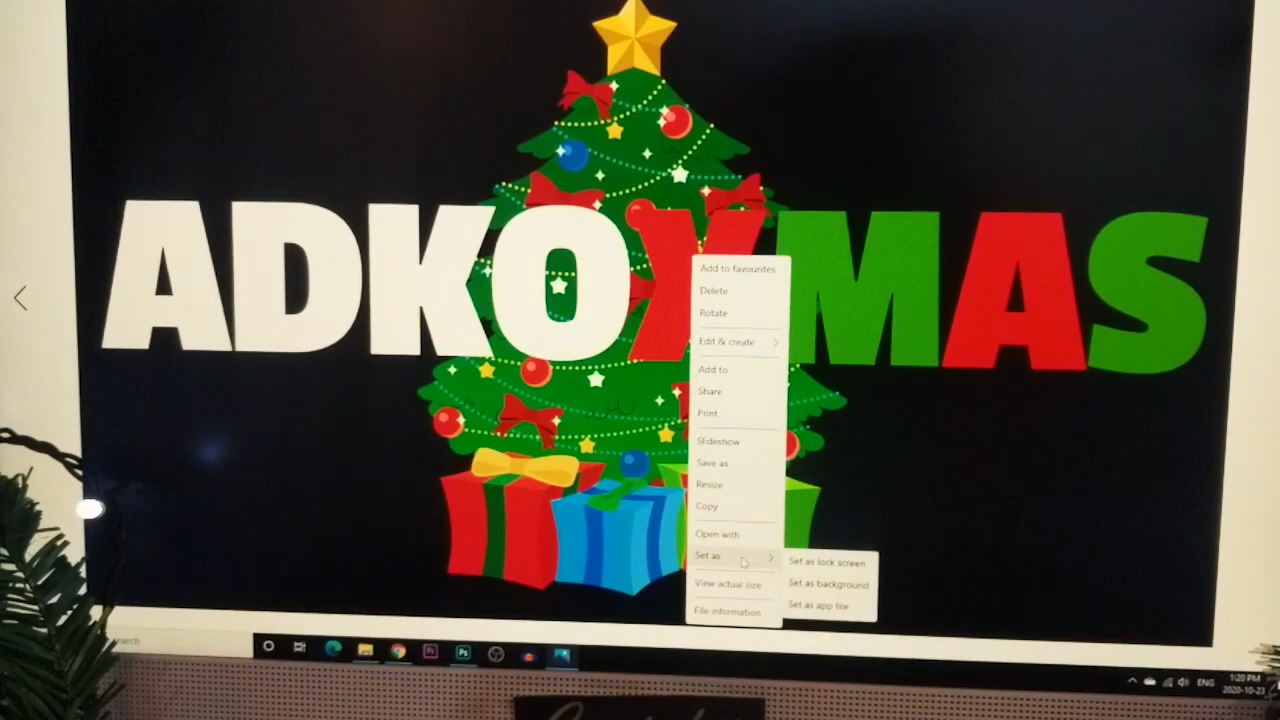 ADKOXMAS
Add to favourites
Delete
Rotate
Edit & create
Add to
Share
Print
Slideshow
Save as
Resize
Copy
Open with
Set as
Set as lock screen
Set as background
Set as app tile
View actual size
File information
Pr
Ps
ENG
1:20 PM
2020-10-23